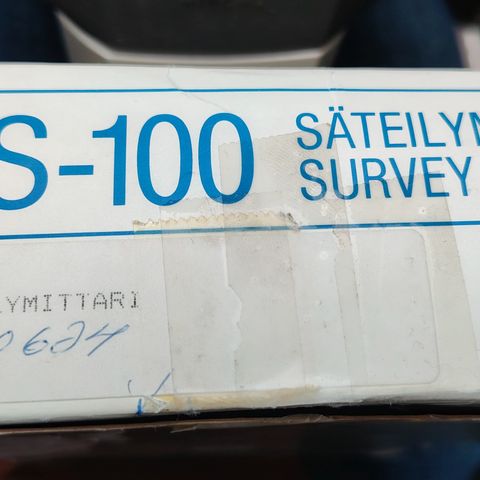 S-100
SÄTEILYM
SURVEY
YMITTARI
0624